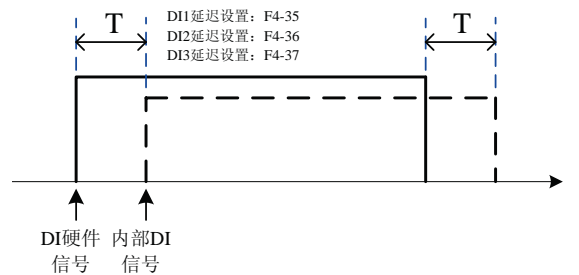 T
DI1延迟设置：F4-35
DI2延迟设置：F4-36
DI3延迟设置：F4-37
T
DI硬件
信号
内部DI
信号